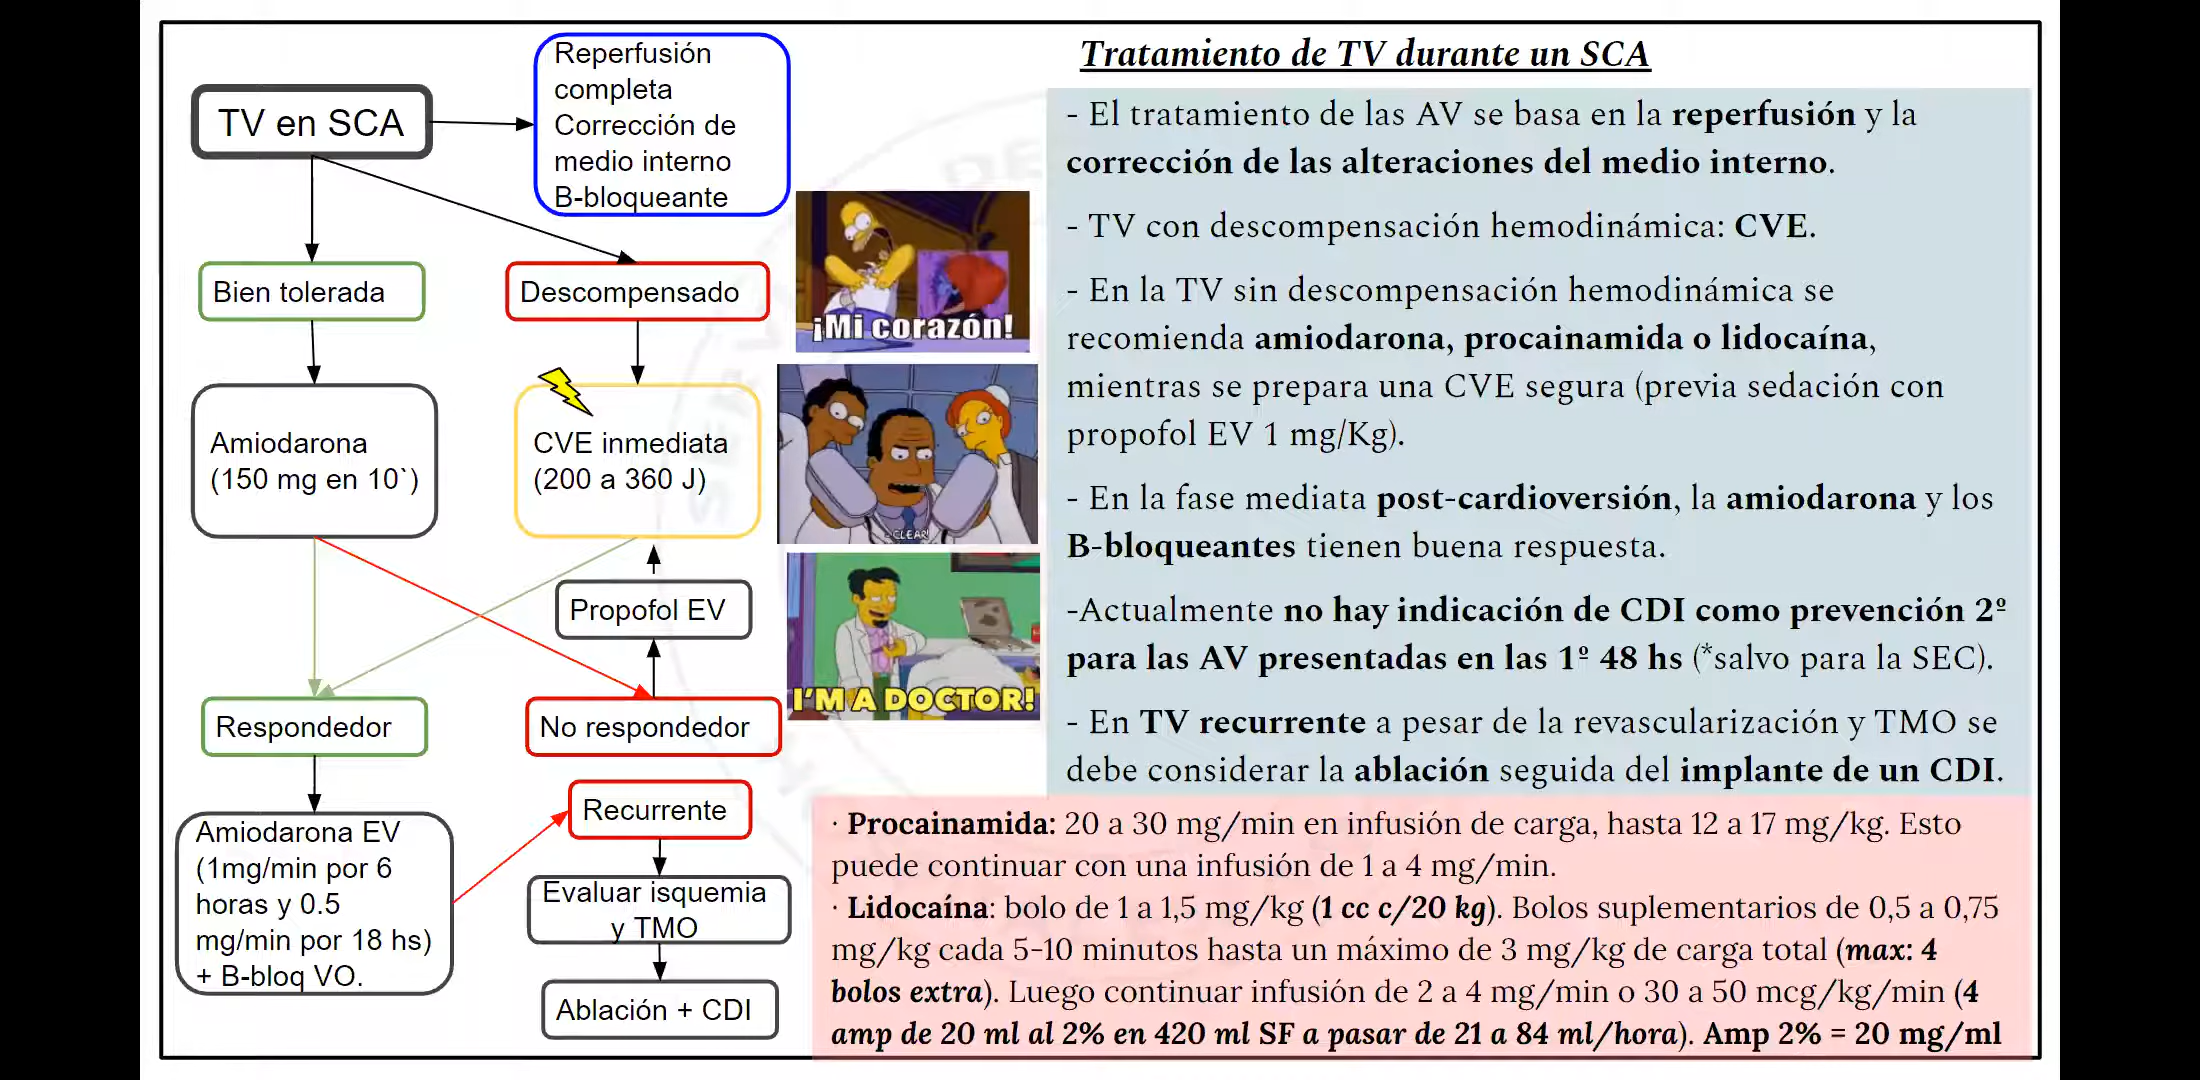 Tratamiento de TV durante un SCA
TV en SCA
Reperfusión
completa
Corrección de
medio interno
B-bloqueante
Bien tolerada
Descompensado
Amiodarona
(150 mg en 10`)
CVE inmediata
(200 a 360 J)
Propofol EV
Respondedor
No respondedor
Amiodarona EV
(1mg/min por 6
horas y 0.5
mg/min por 18 hs)
+ B-bloq VO.
Recurrente
Evaluar isquemia
y TMO
Ablación + CDI
¡Mi corazón!
CLEAR!
I'M A DOCTOR!
- El tratamiento de las AV se basa en la reperfusión y la
corrección de las alteraciones del medio interno.
- TV con descompensación hemodinámica: CVE.
- En la TV sin descompensación hemodinámica se
recomienda amiodarona, procainamida o lidocaína,
mientras se prepara una CVE segura (previa sedación con
propofol EV 1 mg/Kg).
- En la fase mediata post-cardioversión, la amiodarona y los
B-bloqueantes tienen buena respuesta.
-Actualmente no hay indicación de CDI como prevención 2º
para las AV presentadas en las 1º 48 hs (*salvo para la SEC).
- En TV recurrente a pesar de la revascularización y TMO se
debe considerar la ablación seguida del implante de un CDI.
· Procainamida: 20 a 30 mg/min en infusión de carga, hasta 12 a 17 mg/kg. Esto
puede continuar con una infusión de 1 a 4 mg/min.
· Lidocaína: bolo de 1 a 1,5 mg/kg (1 cc c/20 kg). Bolos suplementarios de 0,5 a 0,75
mg/kg cada 5-10 minutos hasta un máximo de 3 mg/kg de carga total (max: 4
bolos extra). Luego continuar infusión de 2 a 4 mg/min o 30 a 50 mcg/kg/min (4
amp de 20 ml al 2% en 420 ml SF a pasar de 21 a 84 ml/hora). Amp 2% = 20 mg/ml